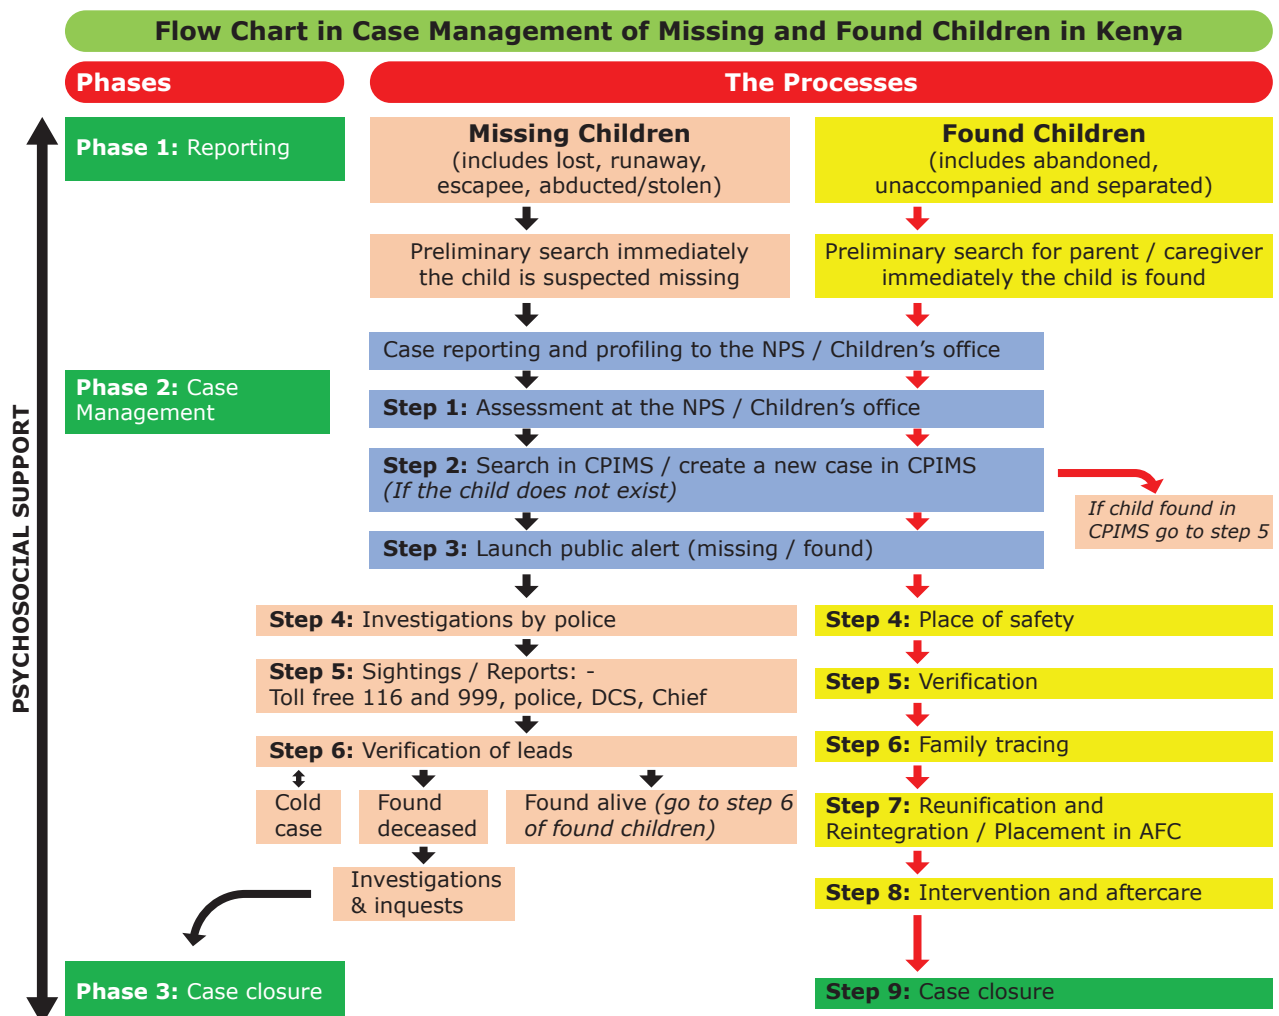 Flow Chart in Case Management of Missing and Found Children in Kenya
Phases
The Processes
PSYCHOSOCIAL SUPPORT
Phase 1: Reporting
Missing Children
(includes lost, runaway,
escapee, abducted/stolen)
Found Children
(includes abandoned,
unaccompanied and separated)
Preliminary search immediately
the child is suspected missing
Preliminary search for parent / caregiver
immediately the child is found
Case reporting and profiling to the NPS / Children’s office
Phase 2: Case
Management
Step 1: Assessment at the NPS / Children’s office
Step 2: Search in CPIMS / create a new case in CPIMS
(If the child does not exist)
If child found in
CPIMS go to step 5
Step 3: Launch public alert (missing / found)
Step 4: Investigations by police
Step 5: Sightings / Reports: -
Toll free 116 and 999, police, DCS, Chief
Step 6: Verification of leads
Cold
case
Found
deceased
Found alive (go to step 6
of found children)
Investigations
& inquests
Step 4: Place of safety
Step 5: Verification
Step 6: Family tracing
Step 7: Reunification and
Reintegration / Placement in AFC
Step 8: Intervention and aftercare
Phase 3: Case closure
Step 9: Case closure